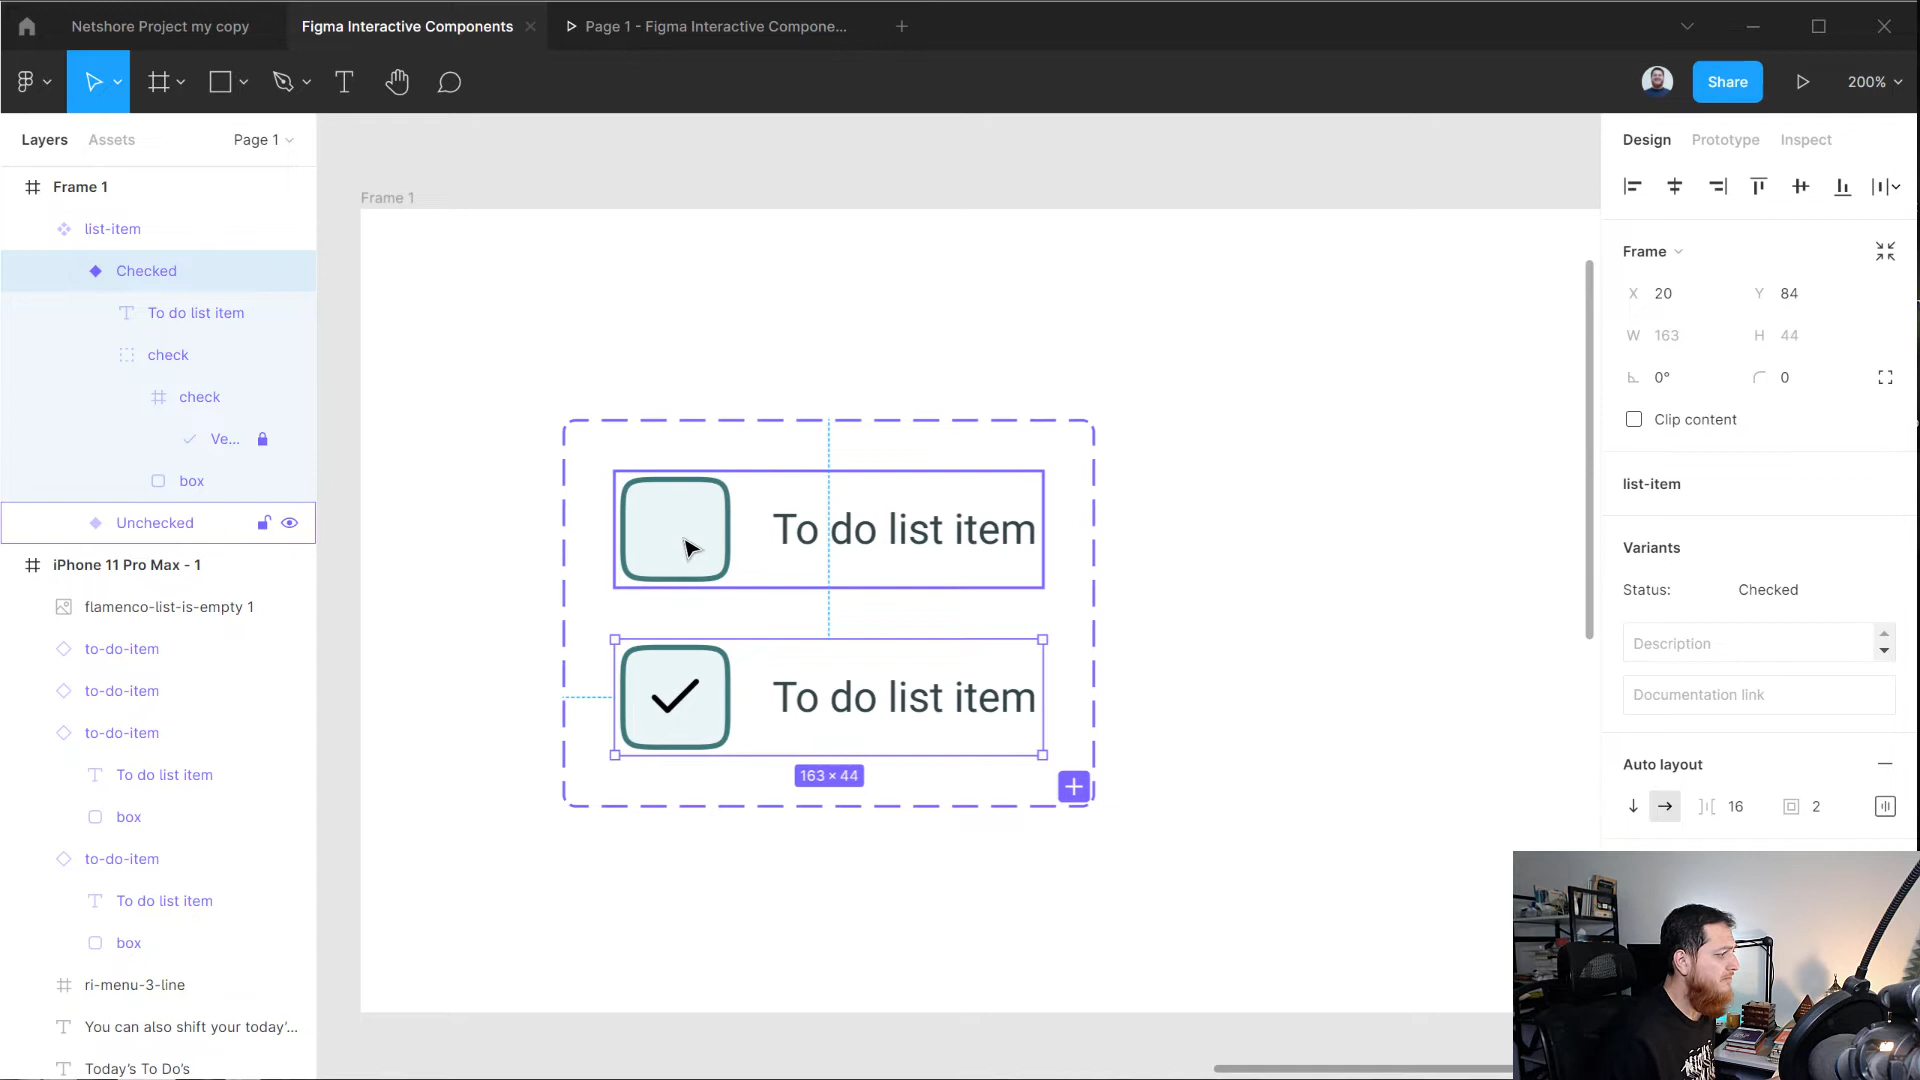 Netshore Project my copy
Figma Interactive Components
Page 1 - Figma Interactive Compone...
Share
200%
Layers
Assets
Page 1
Frame 1
list-item
Checked
To do list item
check
check
Ve...
box
Unchecked
iPhone 11 Pro Max - 1
flamenco-list-is-empty 1
to-do-item
to-do-item
to-do-item
To do list item
box
to-do-item
To do list item
box
ri-menu-3-line
You can also shift your today’...
Today’s To Do’s
Frame 1
To do list item
To do list item
163 × 44
Design
Prototype
Inspect
Frame
X 20
Y 84
W 163
H 44
0°
0
Clip content
list-item
Variants
Status:
Checked
Description
Documentation link
Auto layout
16
2